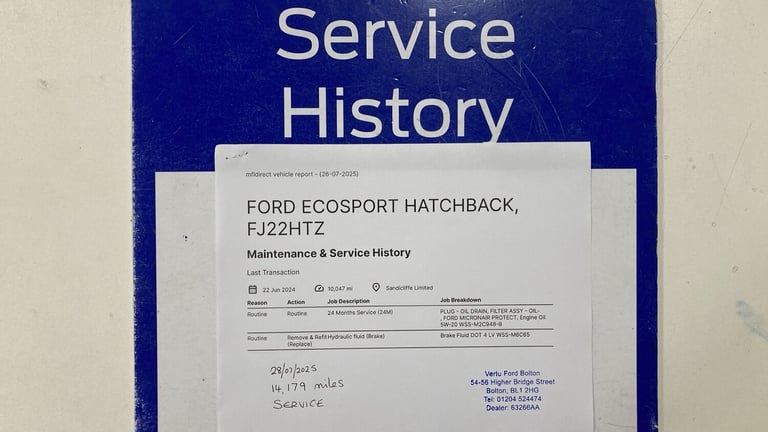 Service
History
mfldirect vehicle report - (26-07-2025)
FORD ECOSPORT HATCHBACK,
FJ22HTZ
Maintenance & Service History
Last Transaction
22 Jun 2024 10,047 mi Sandicliffe Limited
Reason Action Job Description Job Breakdown
Routine Routine 24 Months Service (24M) PLUG - OIL DRAIN, FILTER ASSY - OIL-
, FORD MICRONAIR PROTECT, Engine Oil
5W-20 WSS-M2C948-B
Routine Remove & Refit Hydraulic fluid (Brake) Brake Fluid DOT 4 LV WSS-M6C65
(Replace)
28/07/2025
14,179 miles
SERVICE
Vertu Ford Bolton
54-56 Higher Bridge Street
Bolton, BL1 2HG
Tel: 01204 524474
Dealer: 63266AA